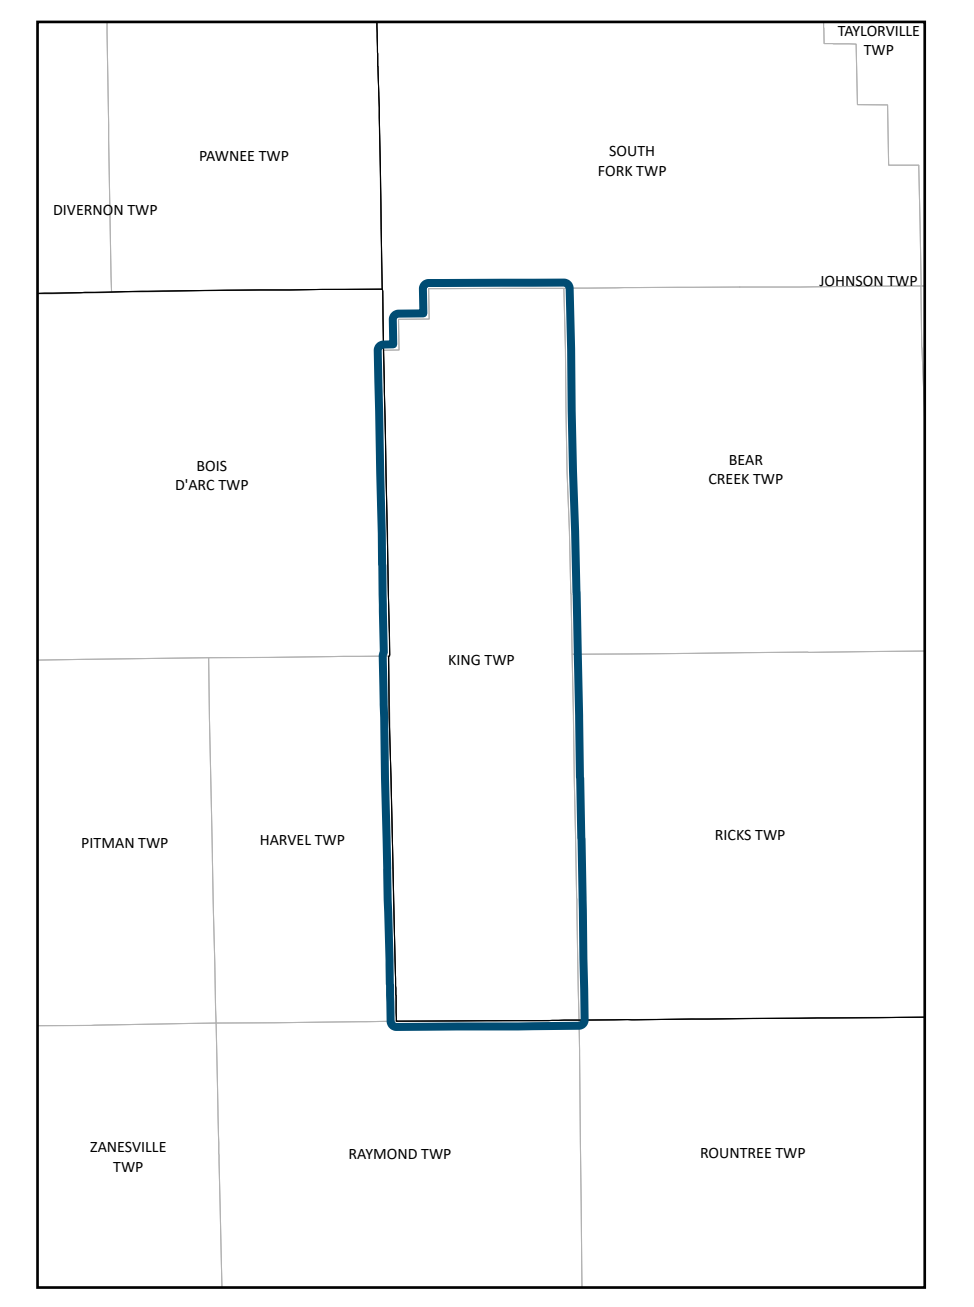 TAYLORVILLE
TWP
PAWNEE TWP
SOUTH
FORK TWP
DIVERNON TWP
JOHNSON TWP
BOIS
D'ARC TWP
BEAR
CREEK TWP
KING TWP
PITMAN TWP
HARVEL TWP
RICKS TWP
ZANESVILLE
TWP
RAYMOND TWP
ROUNTREE TWP